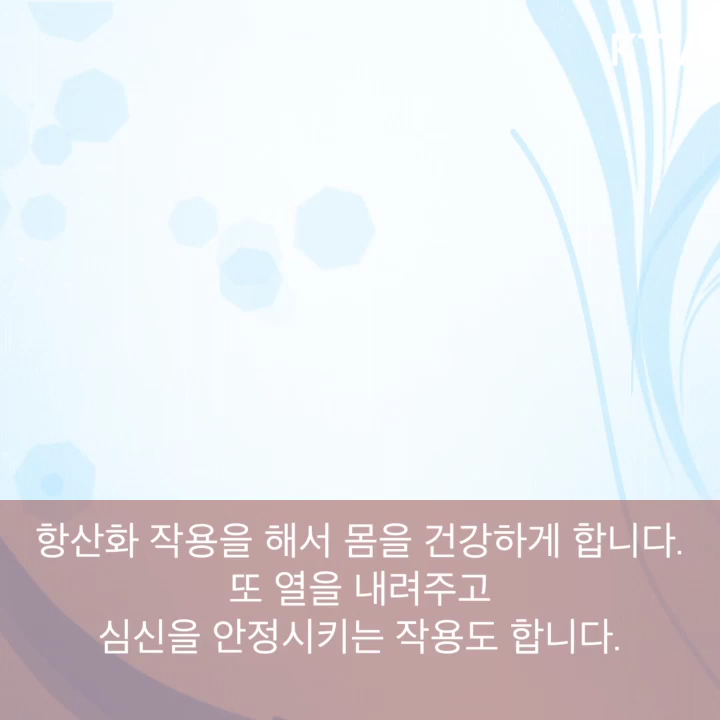 KTV
항산화 작용을 해서 몸을 건강하게 합니다.
또 열을 내려주고
심신을 안정시키는 작용도 합니다.